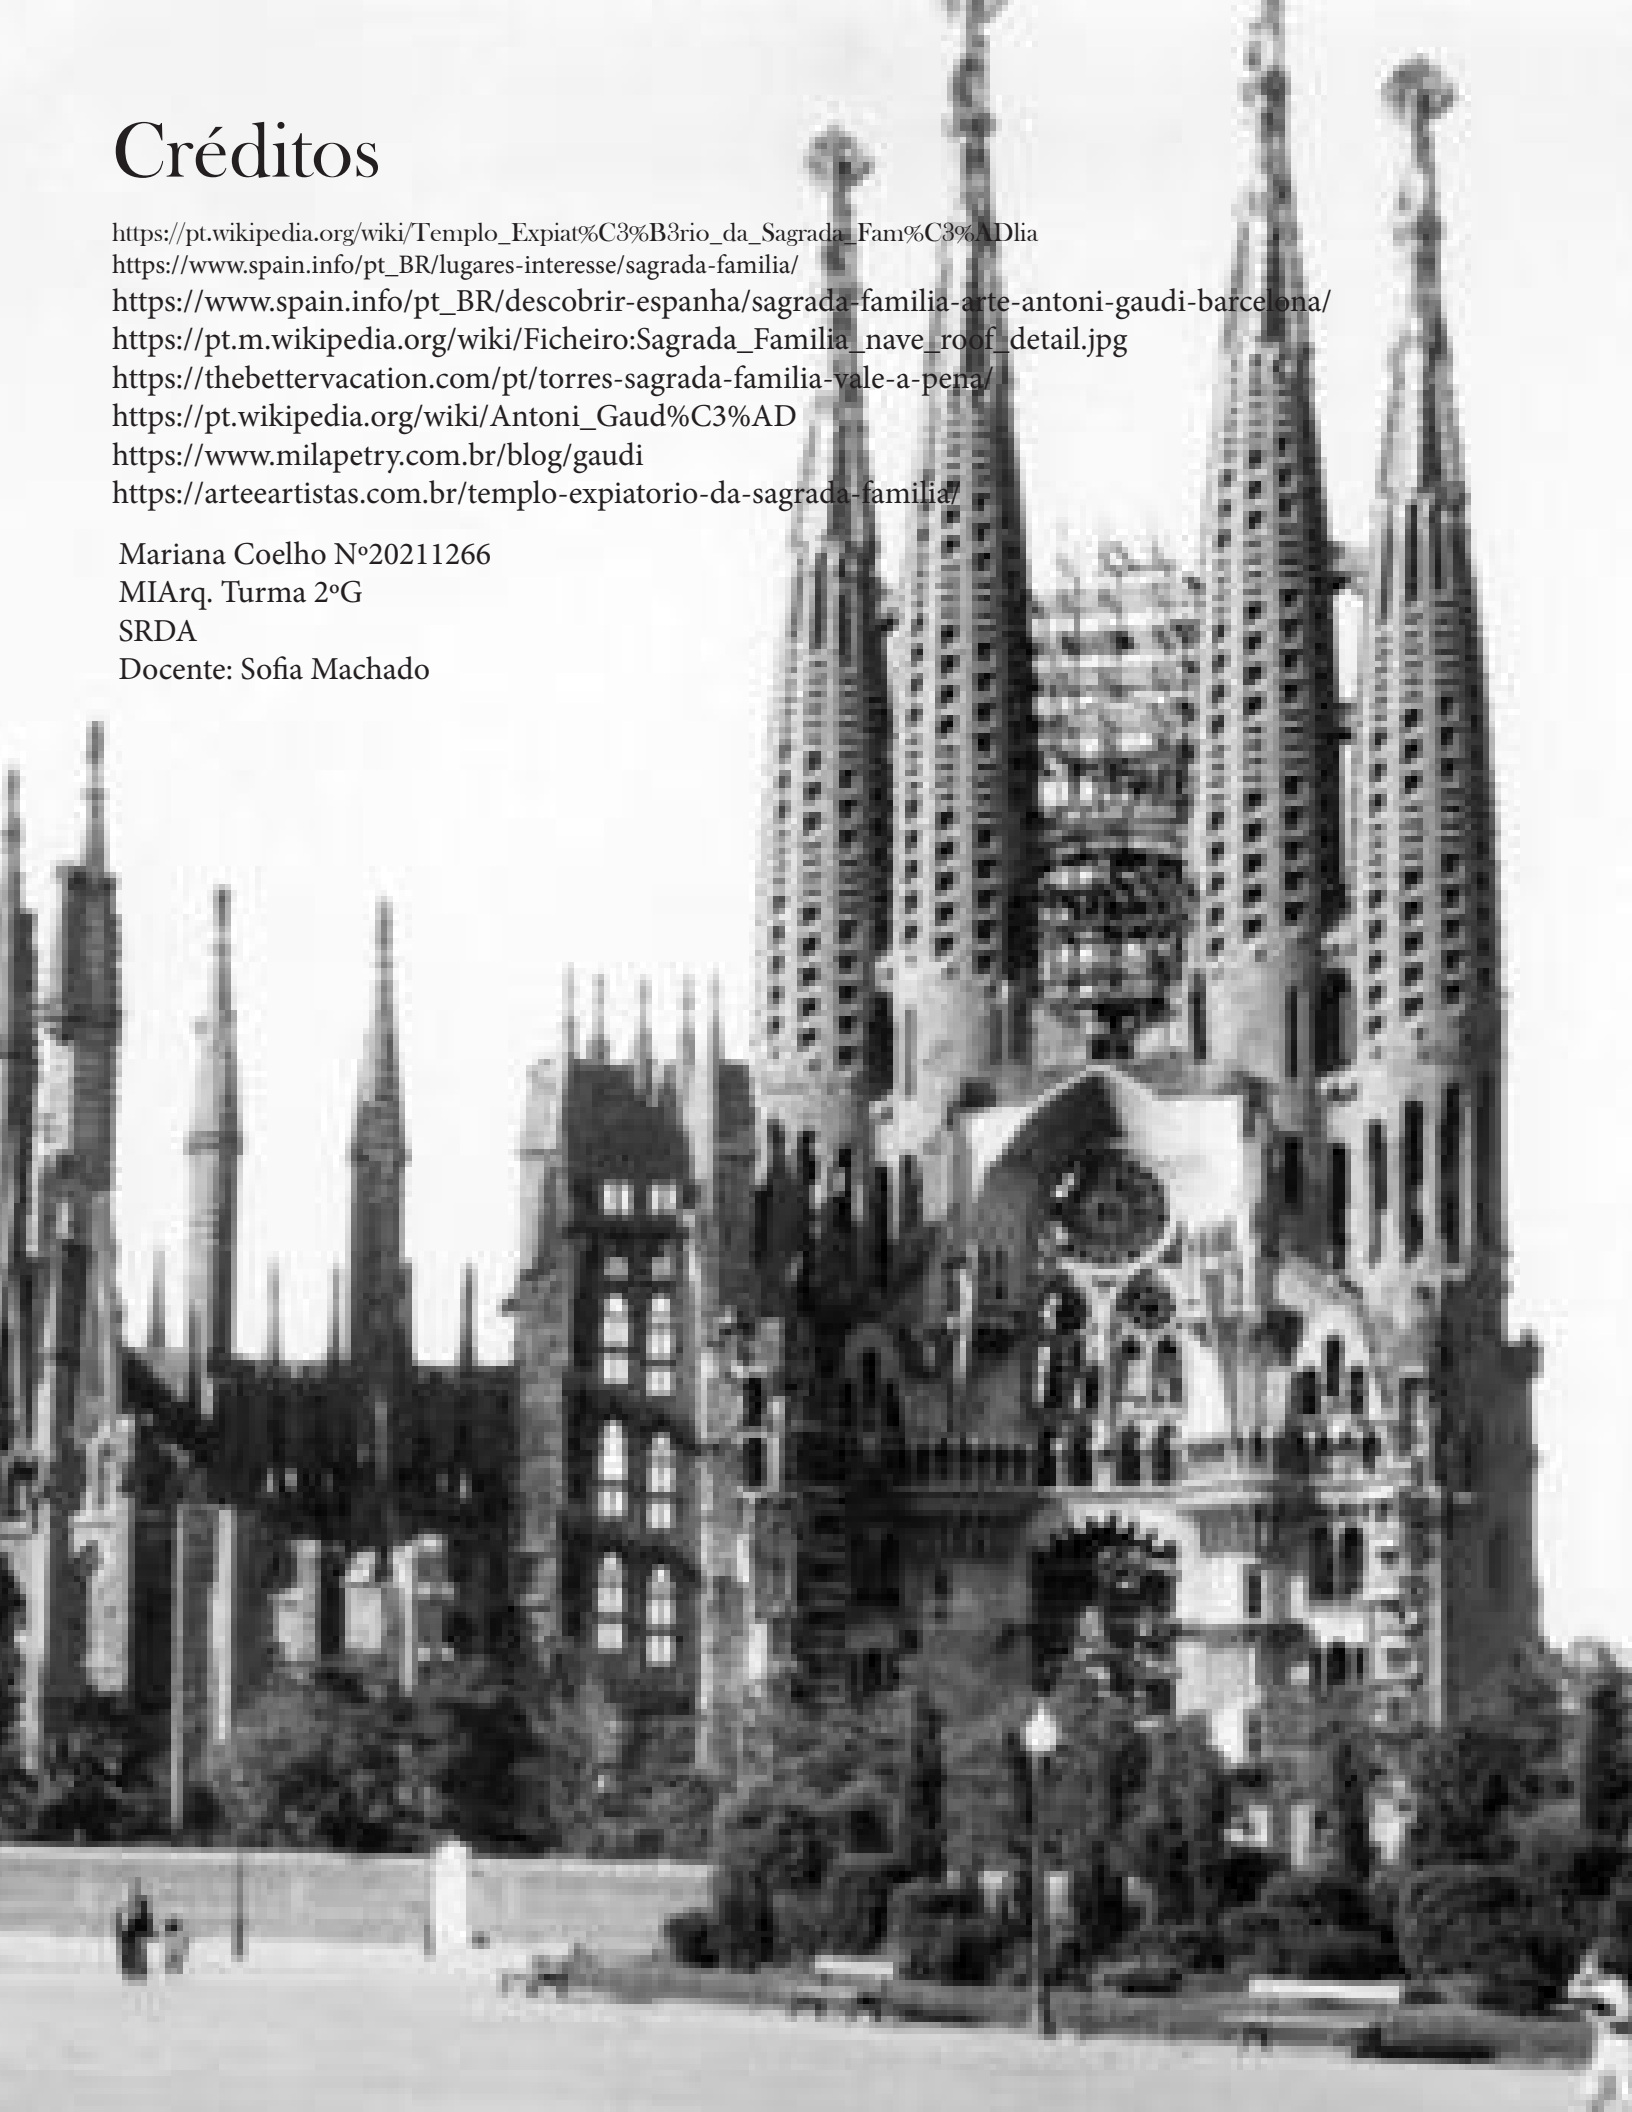 Créditos
https://pt.wikipedia.org/wiki/Templo_Expiat%C3%B3rio_da_Sagrada_Fam%C3%ADlia
https://www.spain.info/pt_BR/lugares-interesse/sagrada-familia/
https://www.spain.info/pt_BR/descobrir-espanha/sagrada-familia-arte-antoni-gaudi-barcelona/
https://pt.m.wikipedia.org/wiki/Ficheiro:Sagrada_Familia_nave_roof_detail.jpg
https://thebettervacation.com/pt/torres-sagrada-familia-vale-a-pena/
https://pt.wikipedia.org/wiki/Antoni_Gaud%C3%AD
https://www.milapetry.com.br/blog/gaudi
https://arteeartistas.com.br/templo-expiatorio-da-sagrada-familia/
Mariana Coelho Nº20211266
MIArq. Turma 2ºG
SRDA
Docente: Sofia Machado